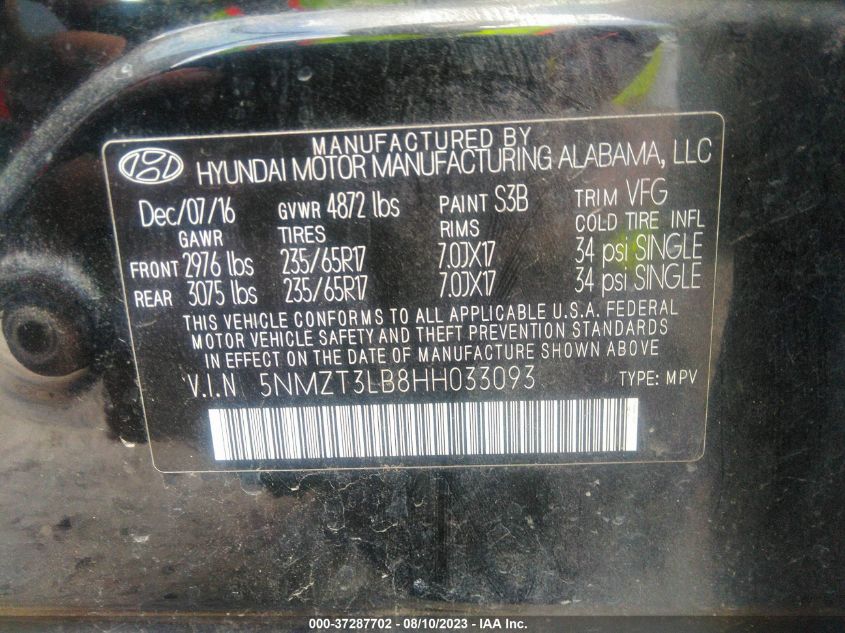 MANUFACTURED BY
HYUNDAI MOTOR MANUFACTURING ALABAMA, LLC
Dec/07/16 GVWR 4872 lbs PAINT S3B TRIM VFG
GAWR TIRES RIMS COLD TIRE INFL
FRONT 2976 lbs 235/65R17 7.0JX17 34 psi SINGLE
REAR 3075 lbs 235/65R17 7.0JX17 34 psi SINGLE
THIS VEHICLE CONFORMS TO ALL APPLICABLE U.S.A. FEDERAL
MOTOR VEHICLE SAFETY AND THEFT PREVENTION STANDARDS
IN EFFECT ON THE DATE OF MANUFACTURE SHOWN ABOVE
V.I.N 5NMZT3LB8HH033093 TYPE: MPV
000-37287702 - 08/10/2023 - IAA Inc.